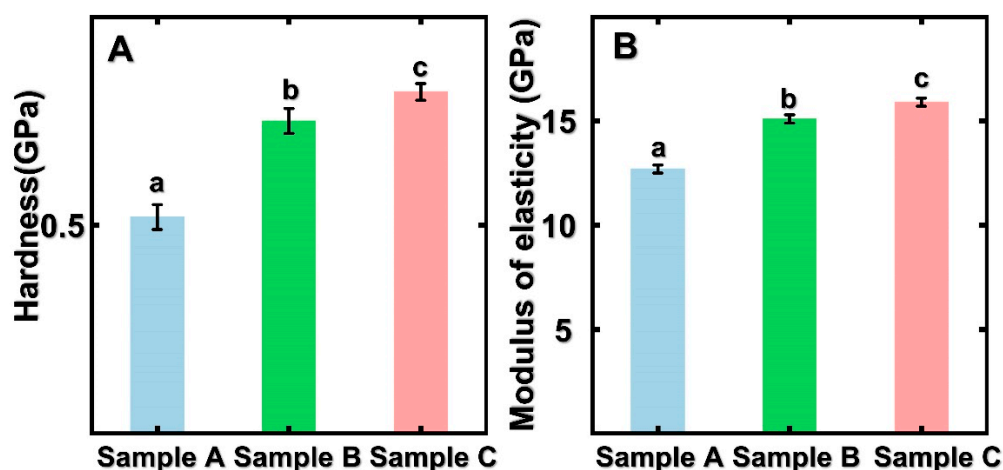 A
Hardness(GPa)
0.5
a
b
c
Sample A Sample B Sample C
B
Modulus of elasticity (GPa)
15
10
5
a
b
c
Sample A Sample B Sample C